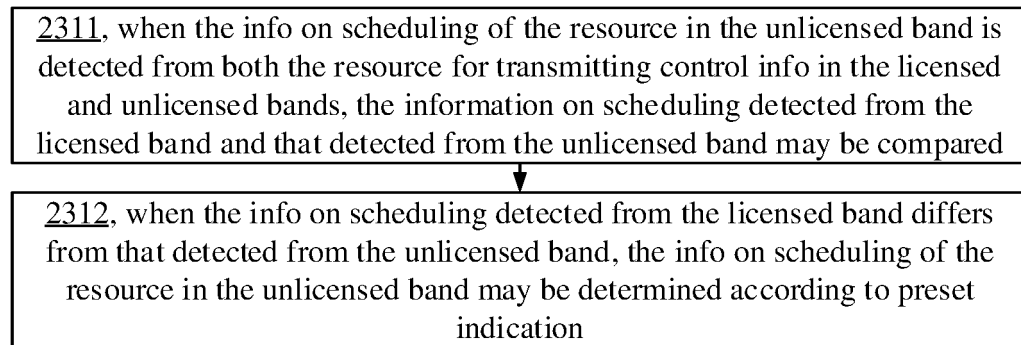 2311, when the info on scheduling of the resource in the unlicensed band is
detected from both the resource for transmitting control info in the licensed
and unlicensed bands, the information on scheduling detected from the
licensed band and that detected from the unlicensed band may be compared
2312, when the info on scheduling detected from the licensed band differs
from that detected from the unlicensed band, the info on scheduling of the
resource in the unlicensed band may be determined according to preset
indication